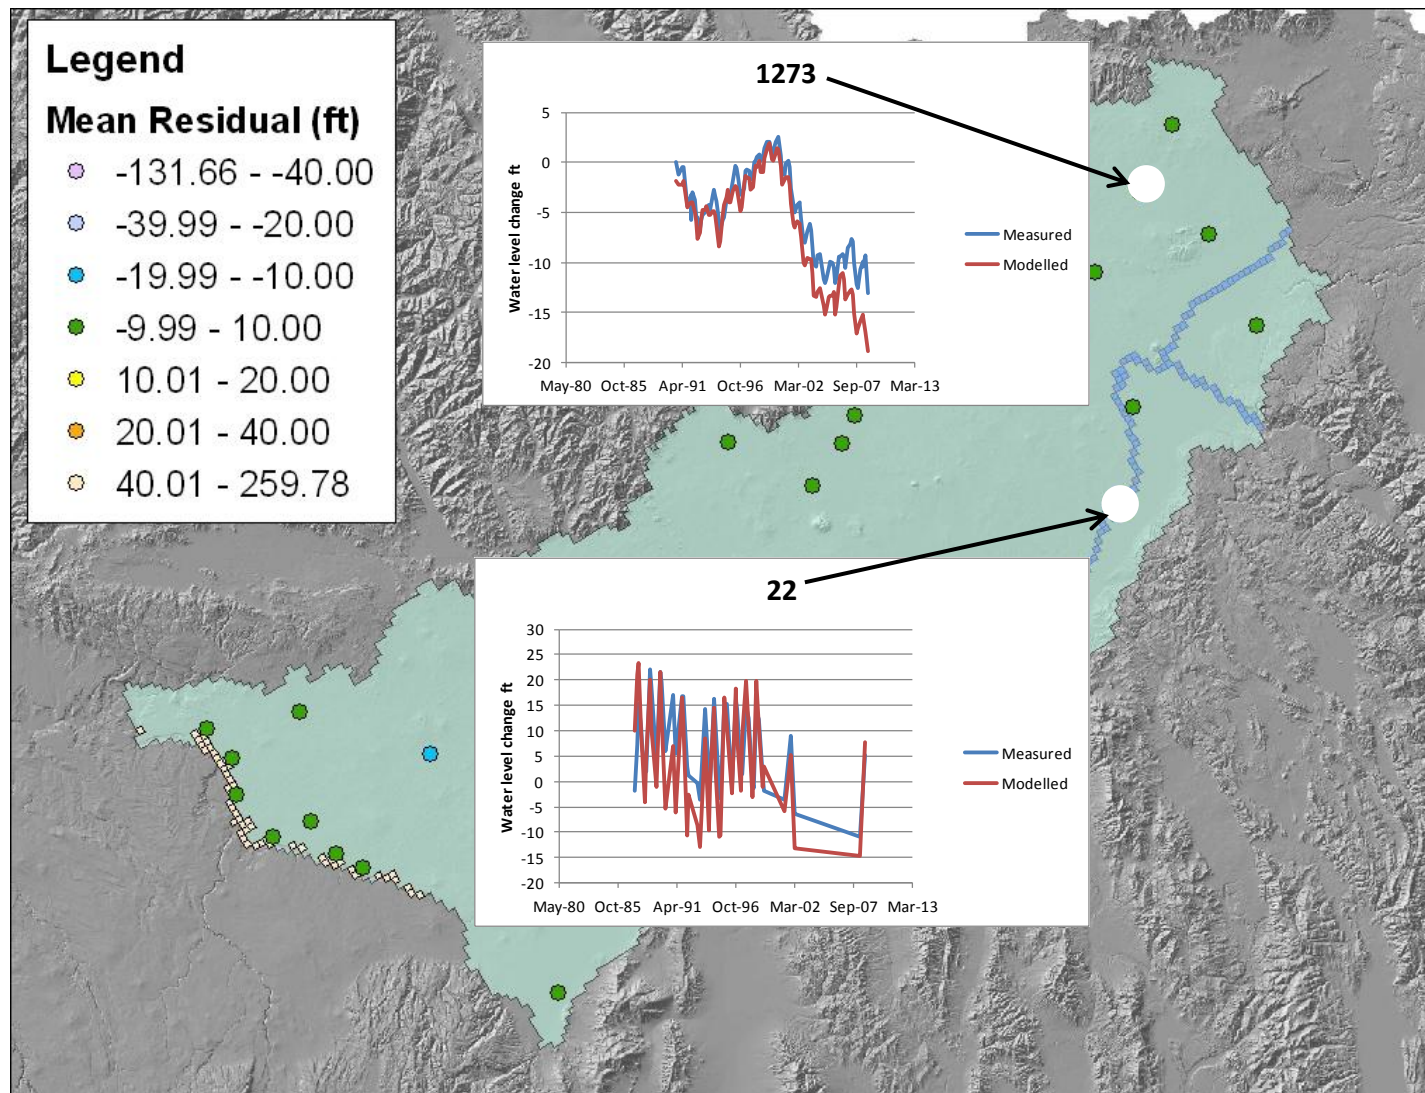 Legend
Mean Residual (ft)
-131.66 - -40.00
-39.99 - -20.00
-19.99 - -10.00
-9.99 - 10.00
10.01 - 20.00
20.01 - 40.00
40.01 - 259.78
1273
Water level change ft
5
0
-5
-10
-15
-20
May-80 Oct-85 Apr-91 Oct-96 Mar-02 Sep-07 Mar-13
Measured
Modelled
22
Water level change ft
30
25
20
15
10
5
0
-5
-10
-15
-20
May-80 Oct-85 Apr-91 Oct-96 Mar-02 Sep-07 Mar-13
Measured
Modelled